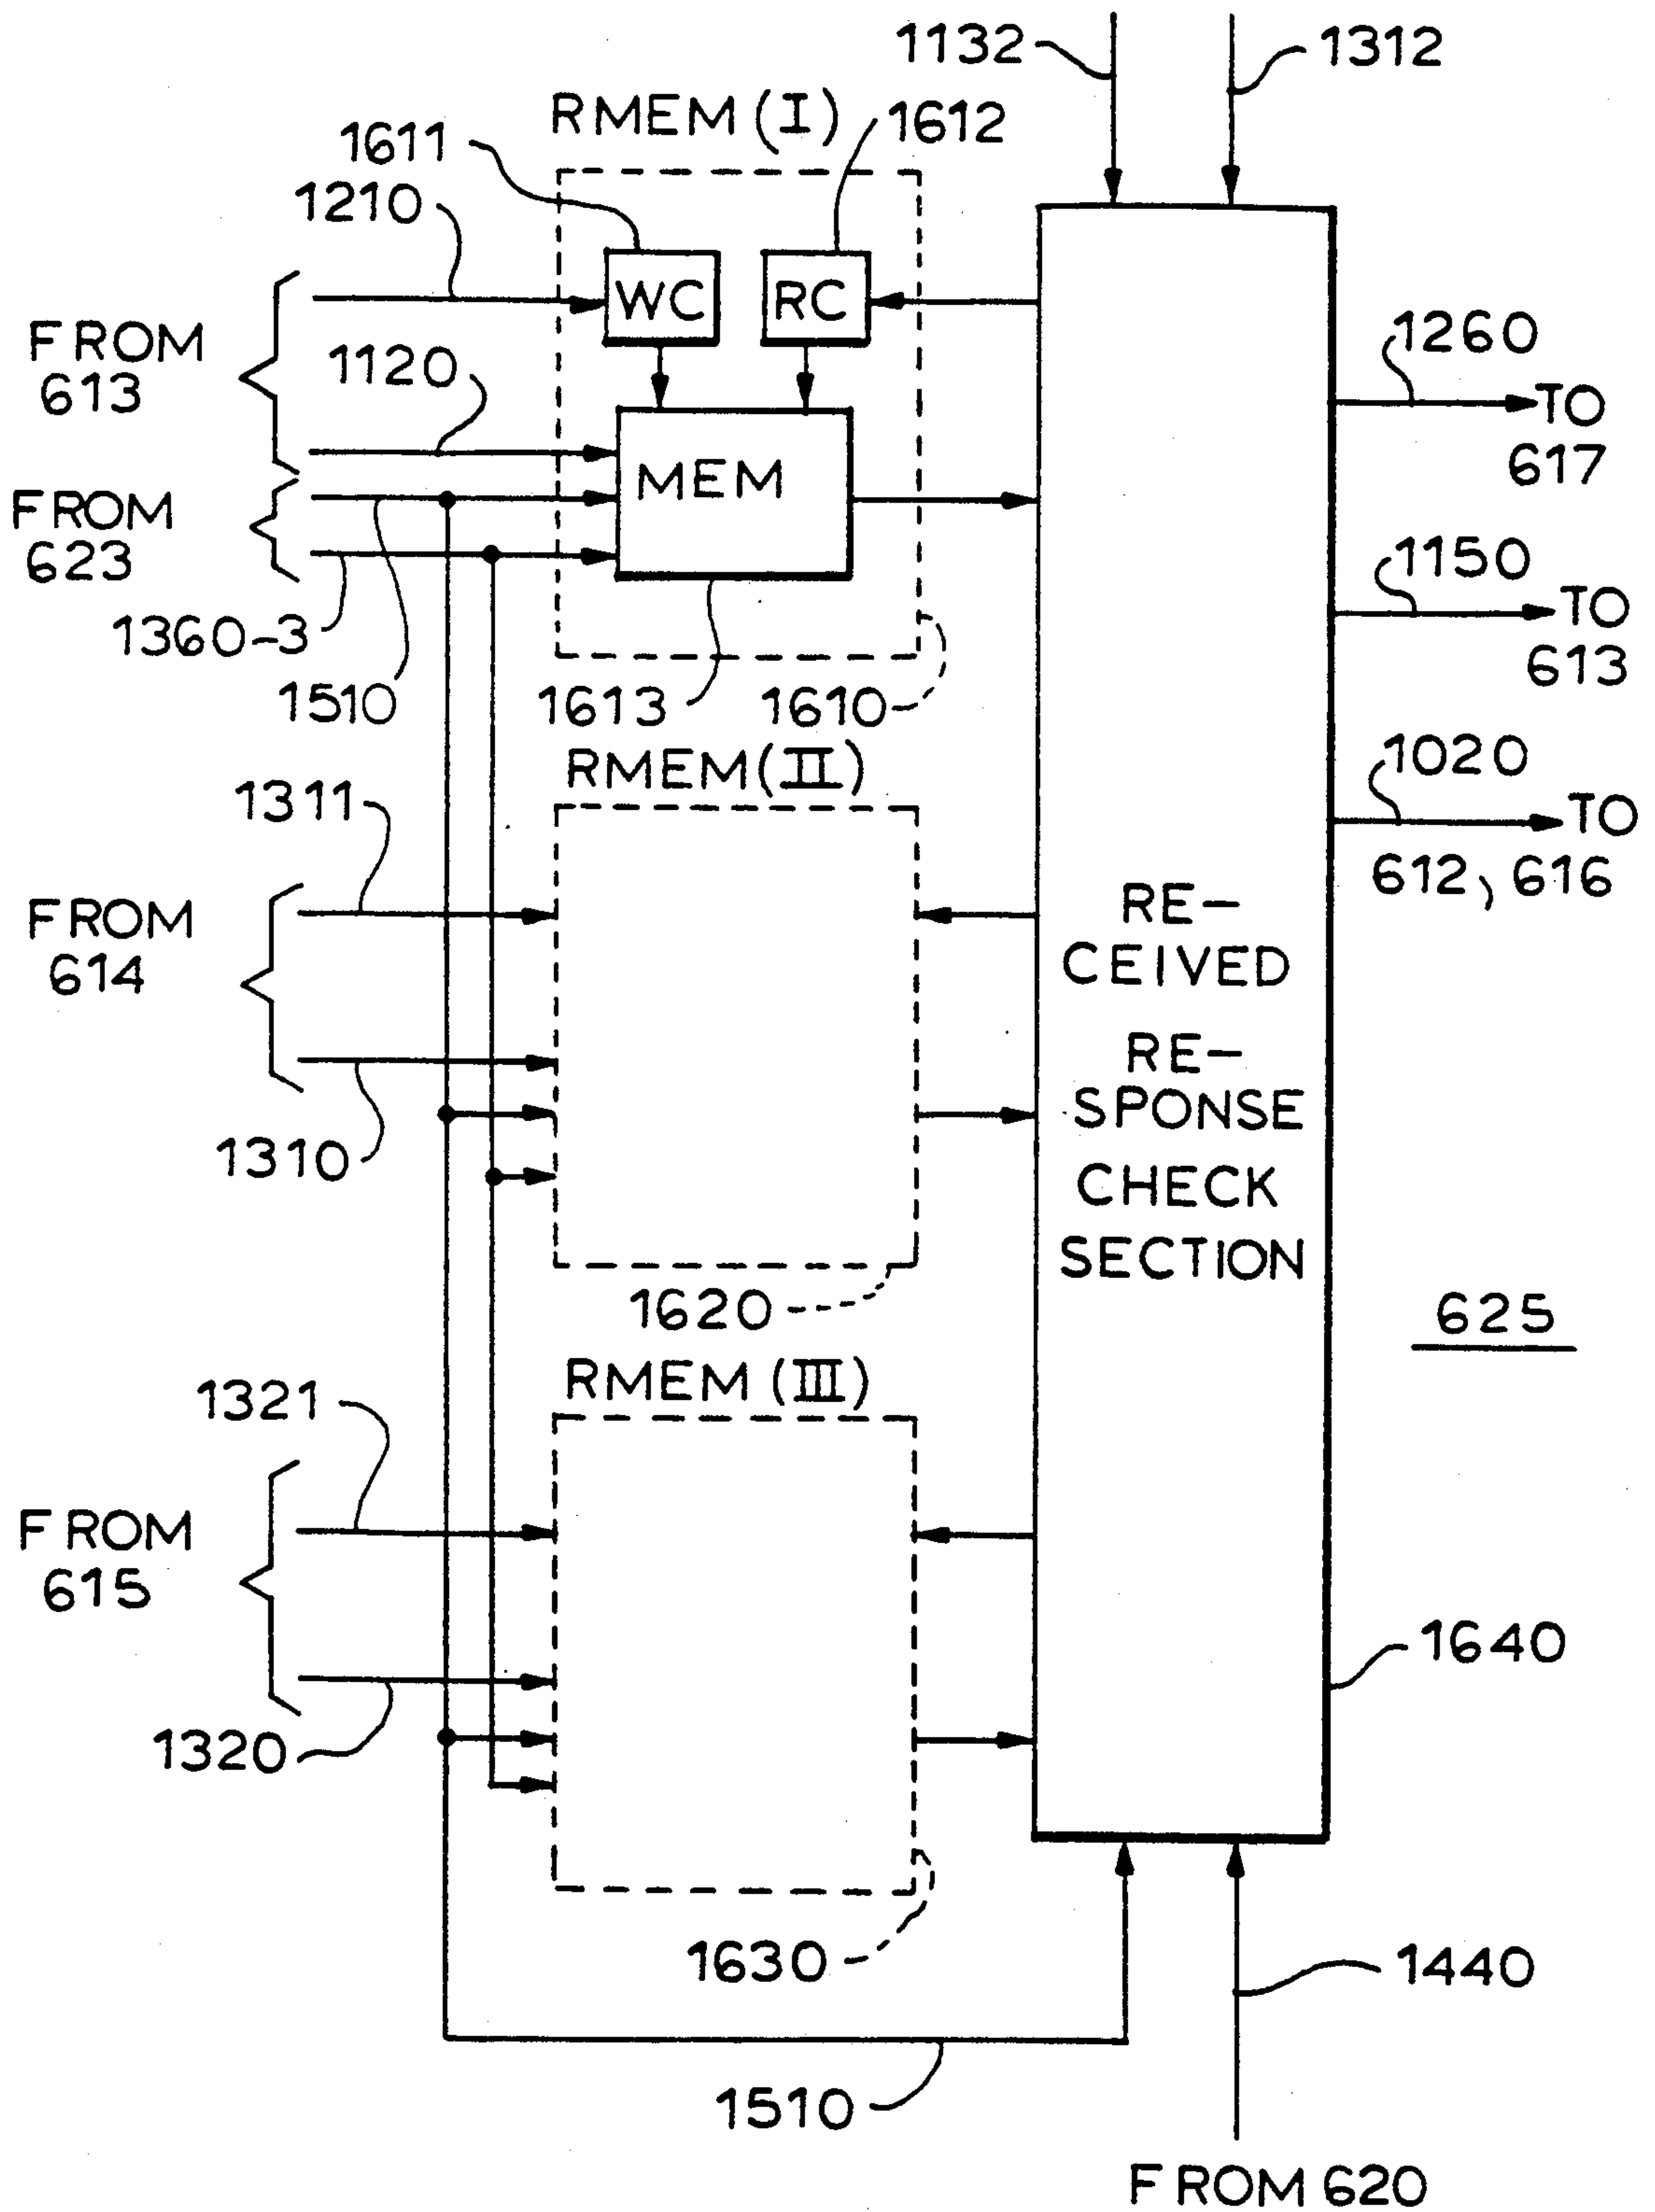 1132
1312
RMEM (I)
1612
1611
1210
WC
RC
FROM
613
1120
1260
TO
617
MEM
FROM
623
1150
TO
613
1360-3
1510
1613
1610
RMEM (II)
1020
TO
612, 616
1311
RE-
CEIVED
RE-
SPONSE
CHECK
SECTION
FROM
614
1310
1620
625
RMEM (III)
1321
FROM
615
1640
1320
1630
1440
1510
FROM 620